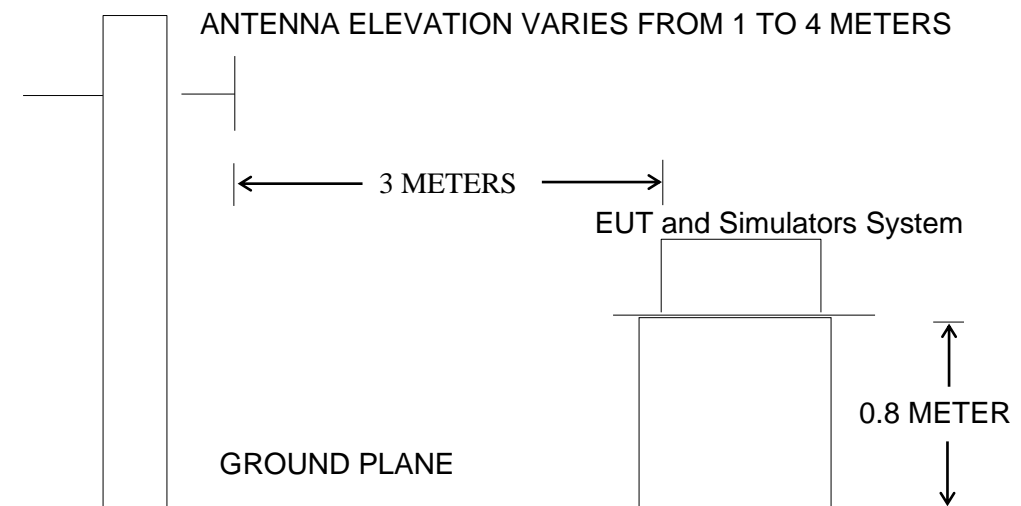 ANTENNA ELEVATION VARIES FROM 1 TO 4 METERS
3 METERS
EUT and Simulators System
0.8 METER
GROUND PLANE